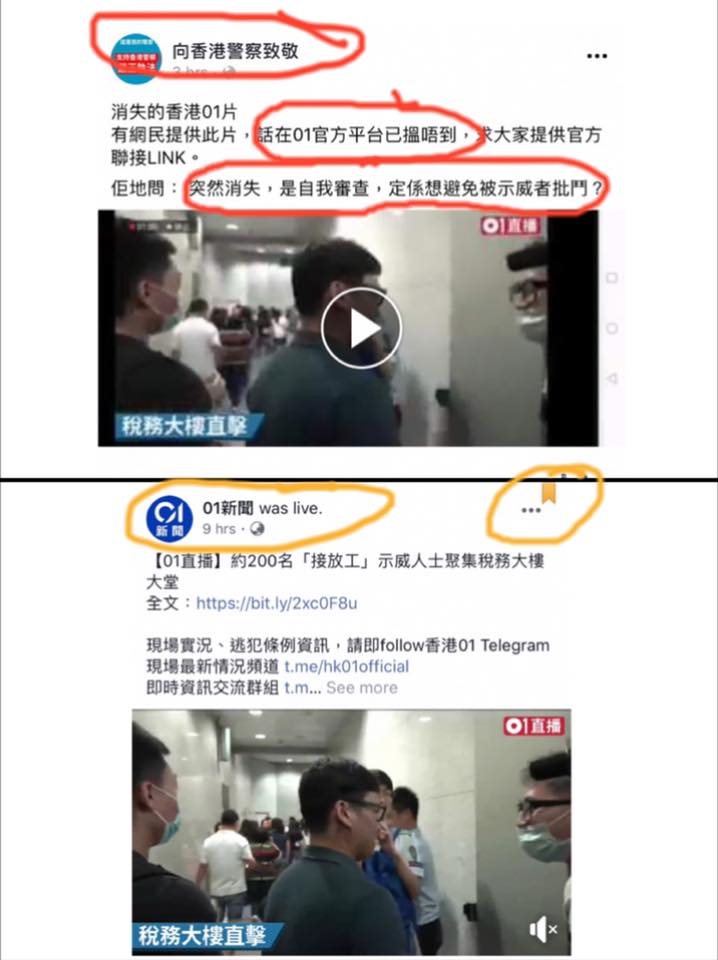 向香港警察致敬
消失的香港01片
有網民提供此片，話在01官方平台已搵唔到，求大家提供官方
聯接LINK。
佢地問： 突然消失，是自我審查，定係想避免被示威者批鬥？
01直播
稅務大樓直擊
01新聞 was live.
01
新聞
9 hrs ·
【01直播】約200名「接放工」示威人士聚集稅務大樓
大堂
全文：https://bit.ly/2xc0F8u
現場實況、逃犯條例資訊，請即follow香港01 Telegram
現場最新情況頻道 t.me/hk01official
即時資訊交流群組 t.m... See more
01直播
稅務大樓直擊